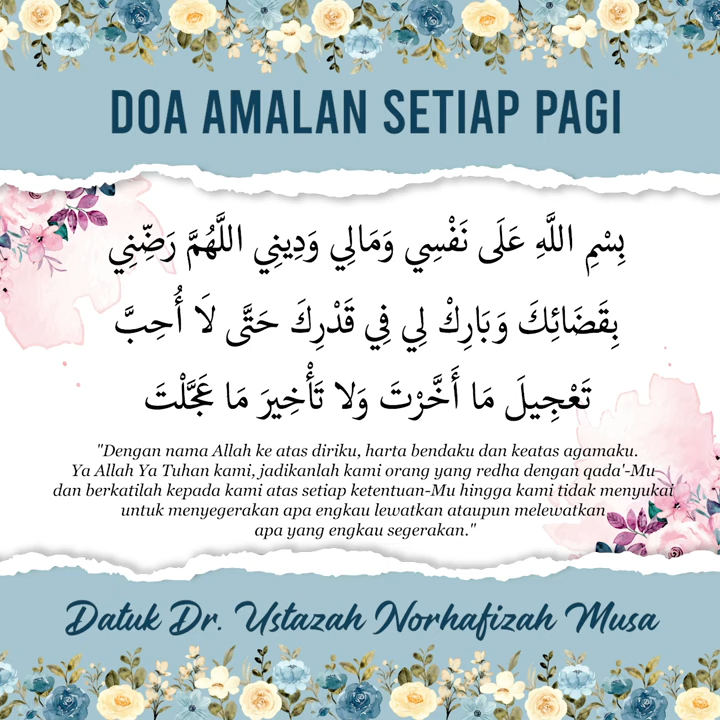 DOA AMALAN SETIAP PAGI
بِسْمِ اللَّهِ عَلَى نَفْسِي وَمَالِي وَدِينِي اللَّهُمَّ رَضِّنِي
بِقَضَائِكَ وَبَارِكْ لِي فِي قَدْرِكَ حَتَّى لَا أُحِبَّ
تَعْجِيلَ مَا أَخَّرْتَ وَلا تَأْخِيرَ مَا عَجَّلْتَ
"Dengan nama Allah ke atas diriku, harta bendaku dan keatas agamaku.
Ya Allah Ya Tuhan kami, jadikanlah kami orang yang redha dengan qada'-Mu
dan berkatilah kepada kami atas setiap ketentuan-Mu hingga kami tidak menyukai
untuk menyegerakan apa engkau lewatkan ataupun melewatkan
apa yang engkau segerakan."
Datuk Dr. Ustazah Norhafizah Musa